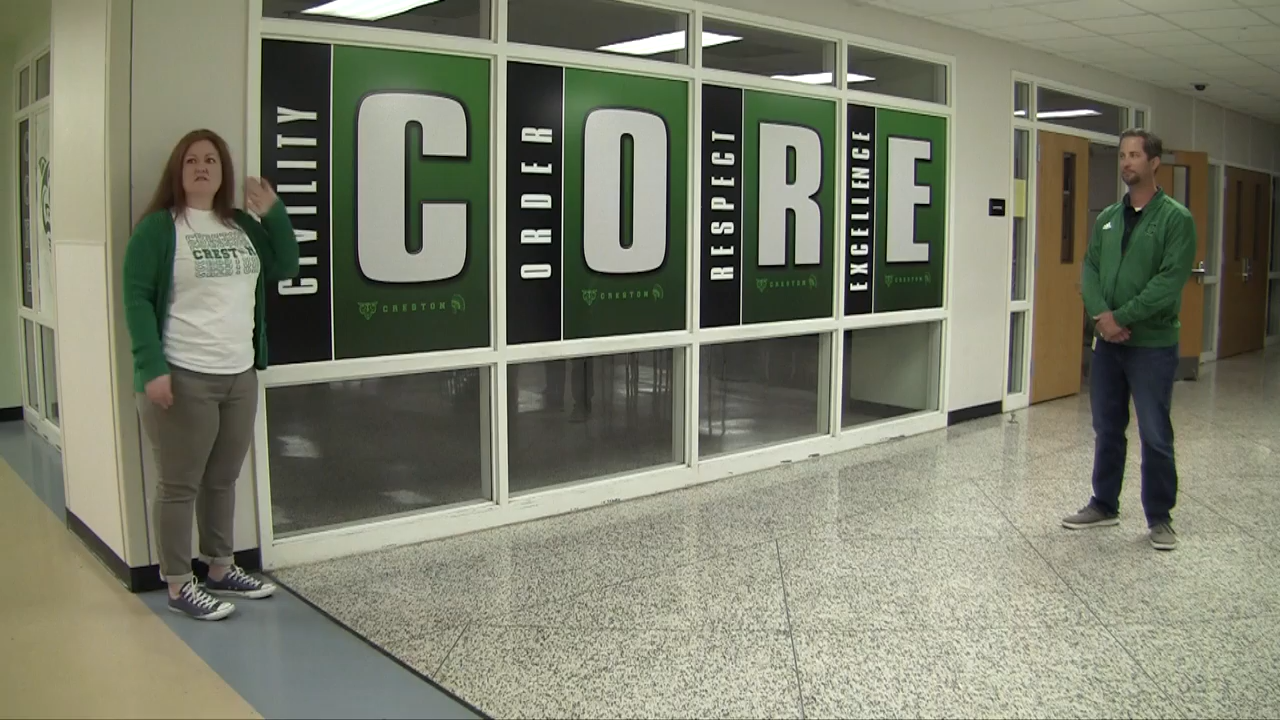 CIVILITY
C
CRESTON
ORDER
O
CRESTON
RESPECT
R
CRESTON
EXCELLENCE
E
CRESTON